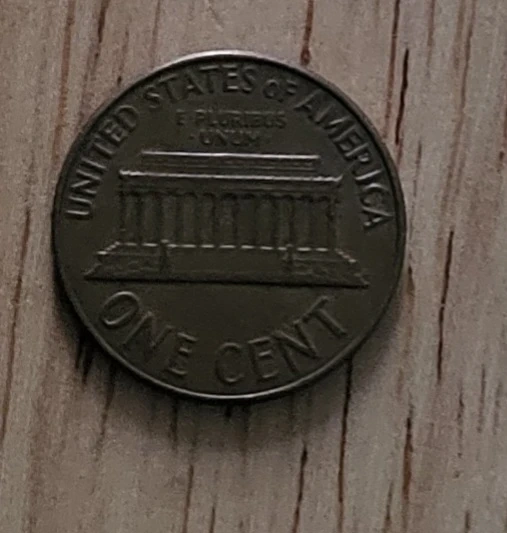 UNITED STATES OF AMERICA
E PLURIBUS
·UNUM·
ONE CENT